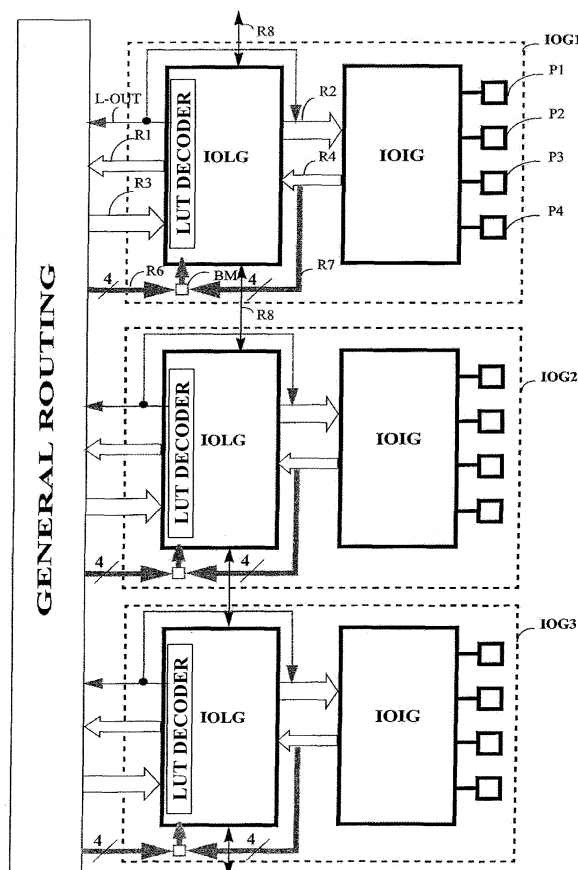 GENERAL ROUTING
R8
IOG1
L-OUT
R1
R3
LUT DECODER
IOLG
R2
R4
IOIG
P1
P2
P3
P4
4
R6
BM
4
R7
R8
IOG2
LUT DECODER
IOLG
IOIG
4
4
IOG3
LUT DECODER
IOLG
IOIG
4
4